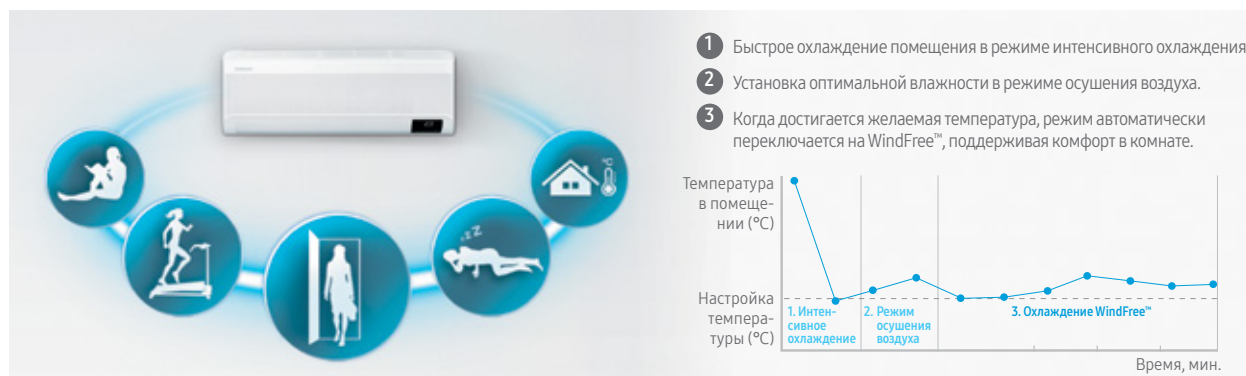 1 Быстрое охлаждение помещения в режиме интенсивного охлаждения
2 Установка оптимальной влажности в режиме осушения воздуха.
3 Когда достигается желаемая температура, режим автоматически
переключается на WindFree™, поддерживая комфорт в комнате.
Температура
в помеще-
нии (°C)
Настройка
темпера-
туры (°C)
1. Интен-
сивное
охлаждение
2. Режим
осушения
воздуха
3. Охлаждение WindFree™
Время, мин.
zzZ
°C